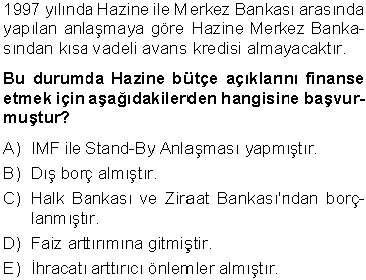 1997 yılında Hazine ile Merkez Bankası arasında
yapılan anlaşmaya göre Hazine Merkez Banka-
sından kısa vadeli avans kredisi almayacaktır.
Bu durumda Hazine bütçe açıklarını finanse
etmek için aşağıdakilerden hangisine başvur-
muştur?
A) IMF ile Stand-By Anlaşması yapmıştır.
B) Dış borç almıştır.
C) Halk Bankası ve Ziraat Bankası'ndan borç-
lanmıştır.
D) Faiz arttırımına gitmiştir.
E) İhracatı arttırıcı önlemler almıştır.